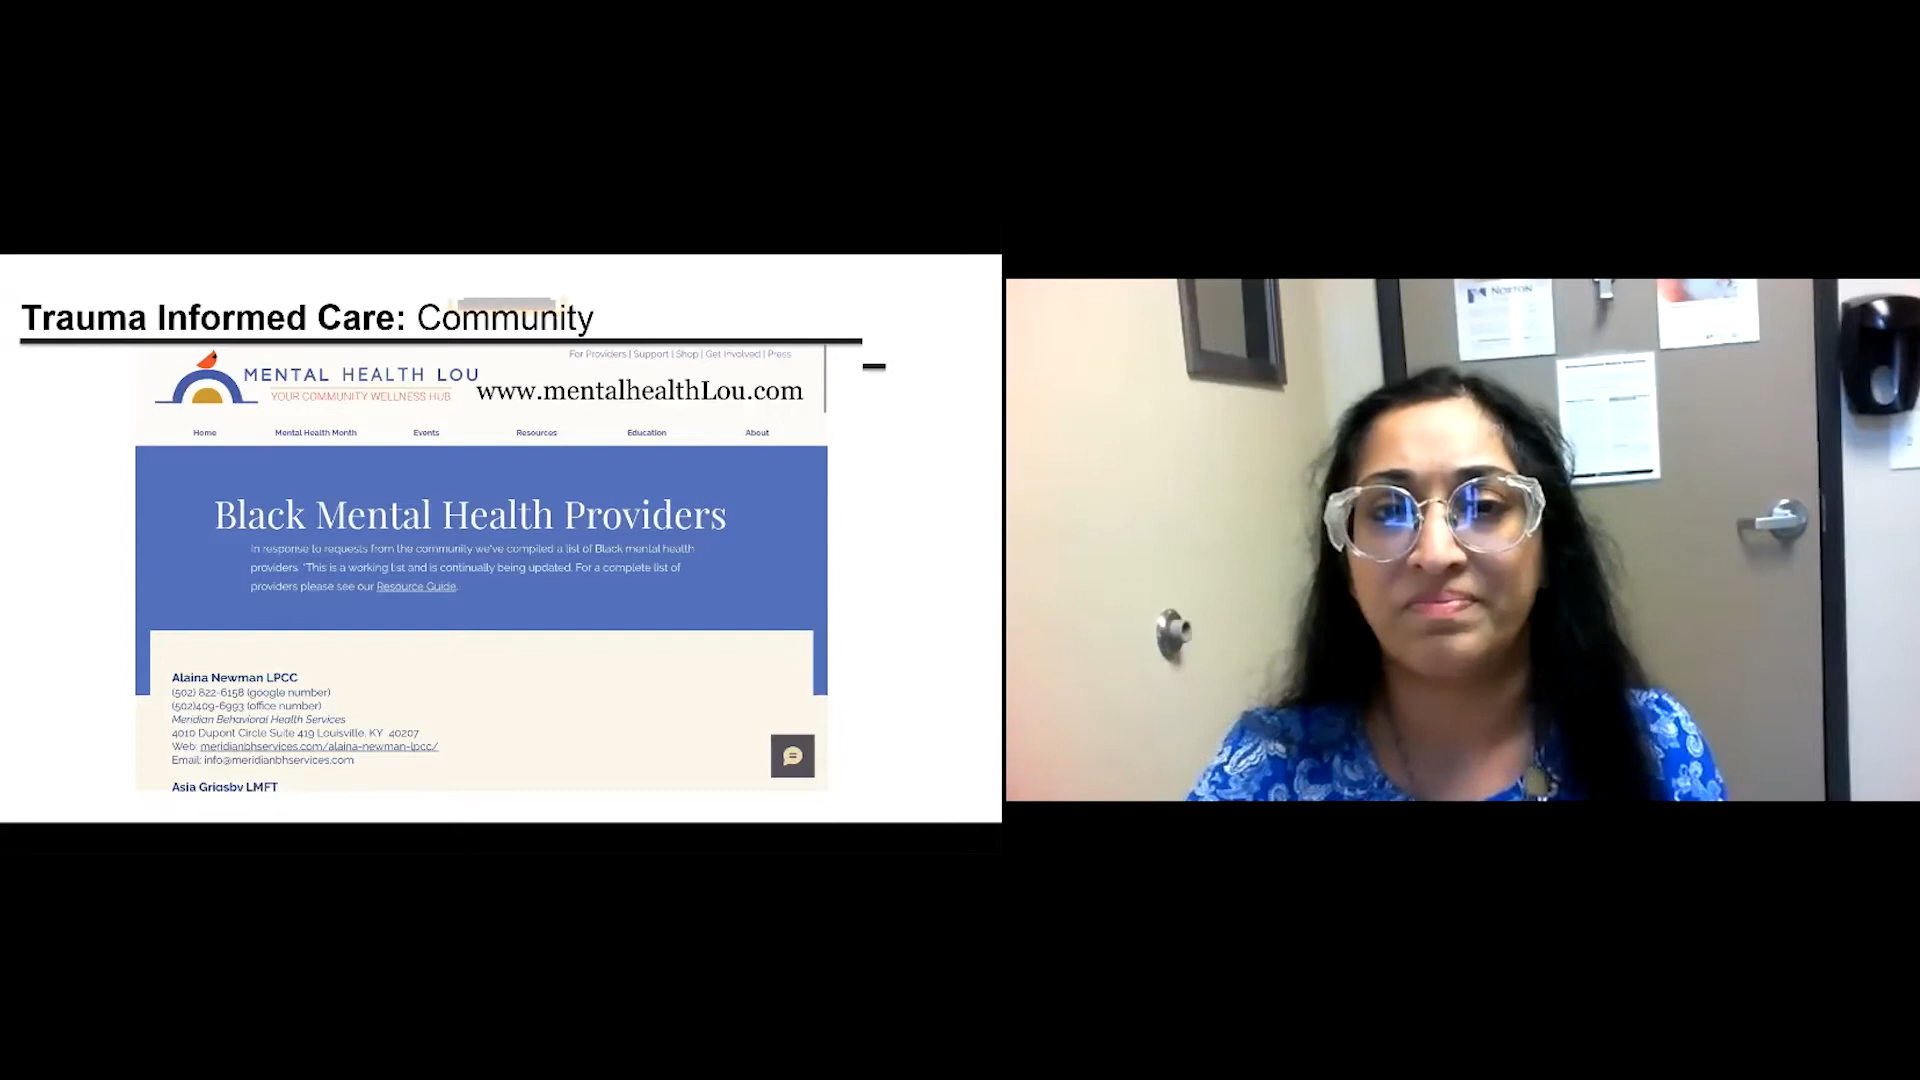 Trauma Informed Care: Community
For Providers | Support | Shop | Get Involved | Press
MENTAL HEALTH LOU
YOUR COMMUNITY WELLNESS HUB
www.mentalhealthLou.com
Home Mental Health Month Events Resources Education About
Black Mental Health Providers
In response to requests from the community we've compiled a list of Black mental health
providers. *This is a working list and is continually being updated. For a complete list of
providers please see our Resource Guide.
Alaina Newman LPCC
(502) 822-6158 (google number)
(502)409-6993 (office number)
Meridian Behavioral Health Services
4010 Dupont Circle Suite 419 Louisville, KY 40207
Web: meridianbhservices.com/alaina-newman-lpcc/
Email: info@meridianbhservices.com
Asia Grigsby LMFT
NORTON